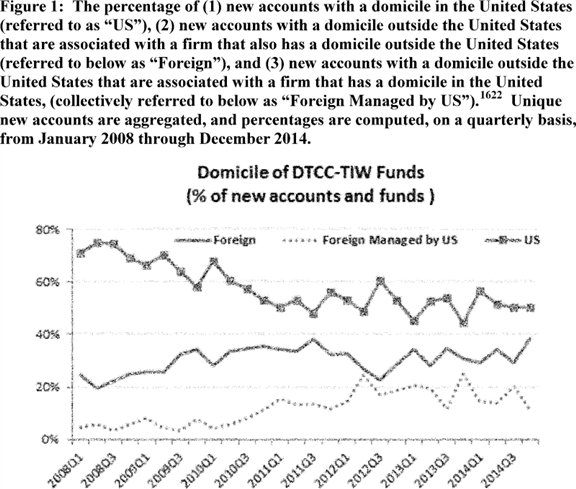 Figure 1:  The percentage of (1) new accounts with a domicile in the United States
(referred to as “US”), (2) new accounts with a domicile outside the United States
that are associated with a firm that also has a domicile outside the United States
(referred to below as “Foreign”), and (3) new accounts with a domicile outside the
United States that are associated with a firm that has a domicile in the United
States, (collectively referred to below as “Foreign Managed by US”).1622  Unique
new accounts are aggregated, and percentages are computed, on a quarterly basis,
from January 2008 through December 2014.
Domicile of DTCC-TIW Funds
(% of new accounts and funds )
Foreign Foreign Managed by US US
80%
60%
40%
20%
0%
2008Q1 2008Q3 2009Q1 2009Q3 2010Q1 2010Q3 2011Q1 2011Q3 2012Q1 2012Q3 2013Q1 2013Q3 2014Q1 2014Q3